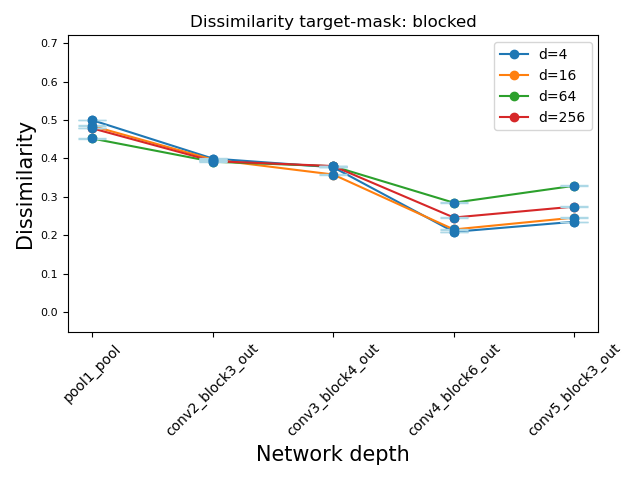 Dissimilarity target-mask: blocked
0.7
0.6
0.5
0.4
0.3
0.2
0.1
0.0
Dissimilarity
d=4
d=16
d=64
d=256
pool1_pool
conv2_block3_out
conv3_block4_out
conv4_block6_out
conv5_block3_out
Network depth